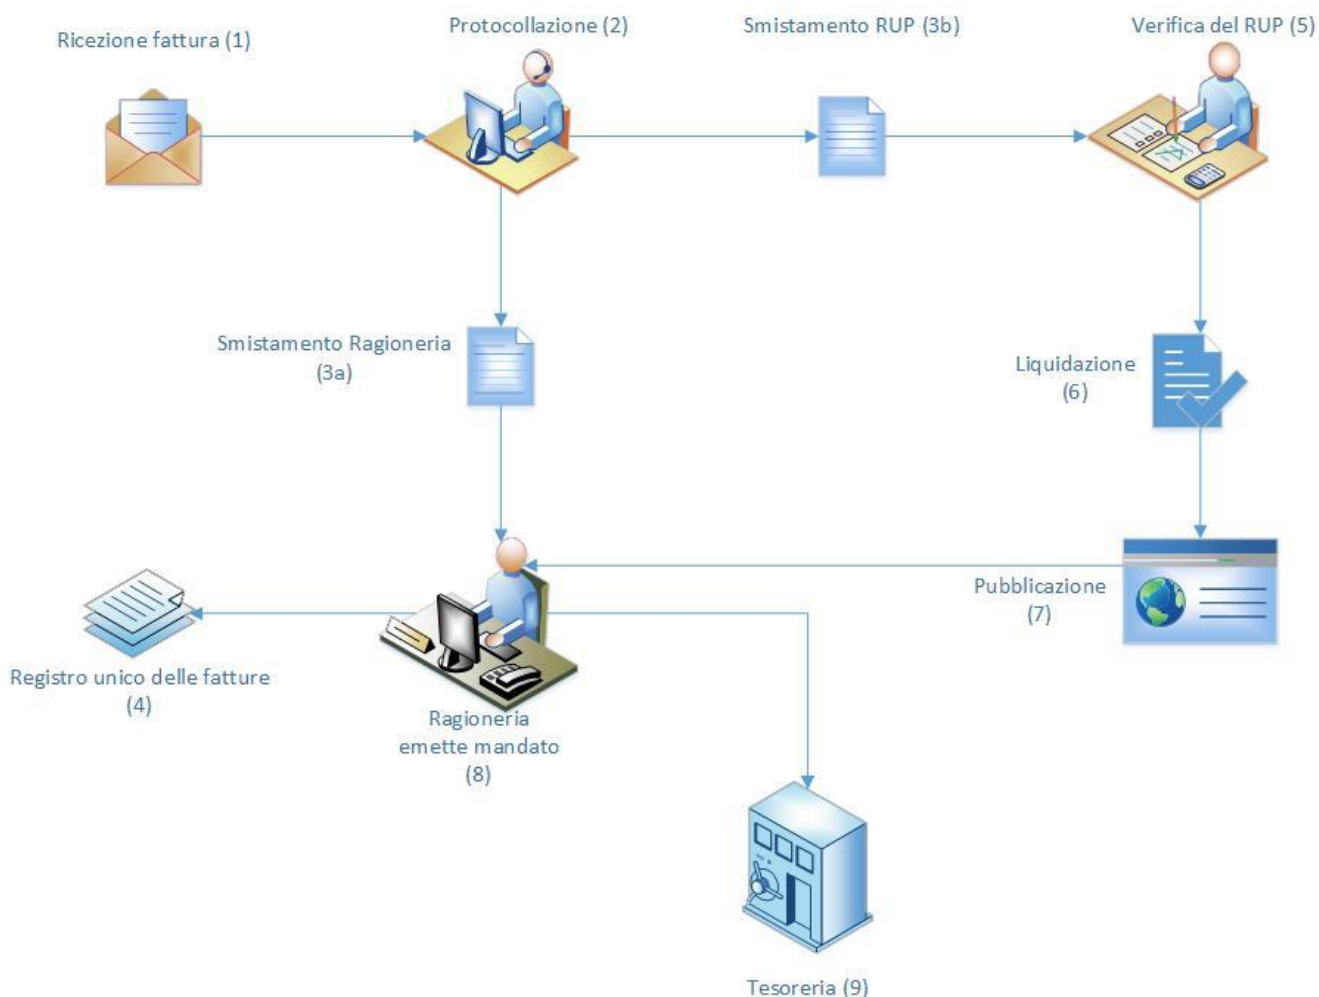 Ricezione fattura (1)
Protocollazione (2)
Smistamento RUP (3b)
Verifica del RUP (5)
Smistamento Ragioneria
(3a)
Liquidazione
(6)
Pubblicazione
(7)
Registro unico delle fatture
(4)
Ragioneria
emette mandato
(8)
Tesoreria (9)